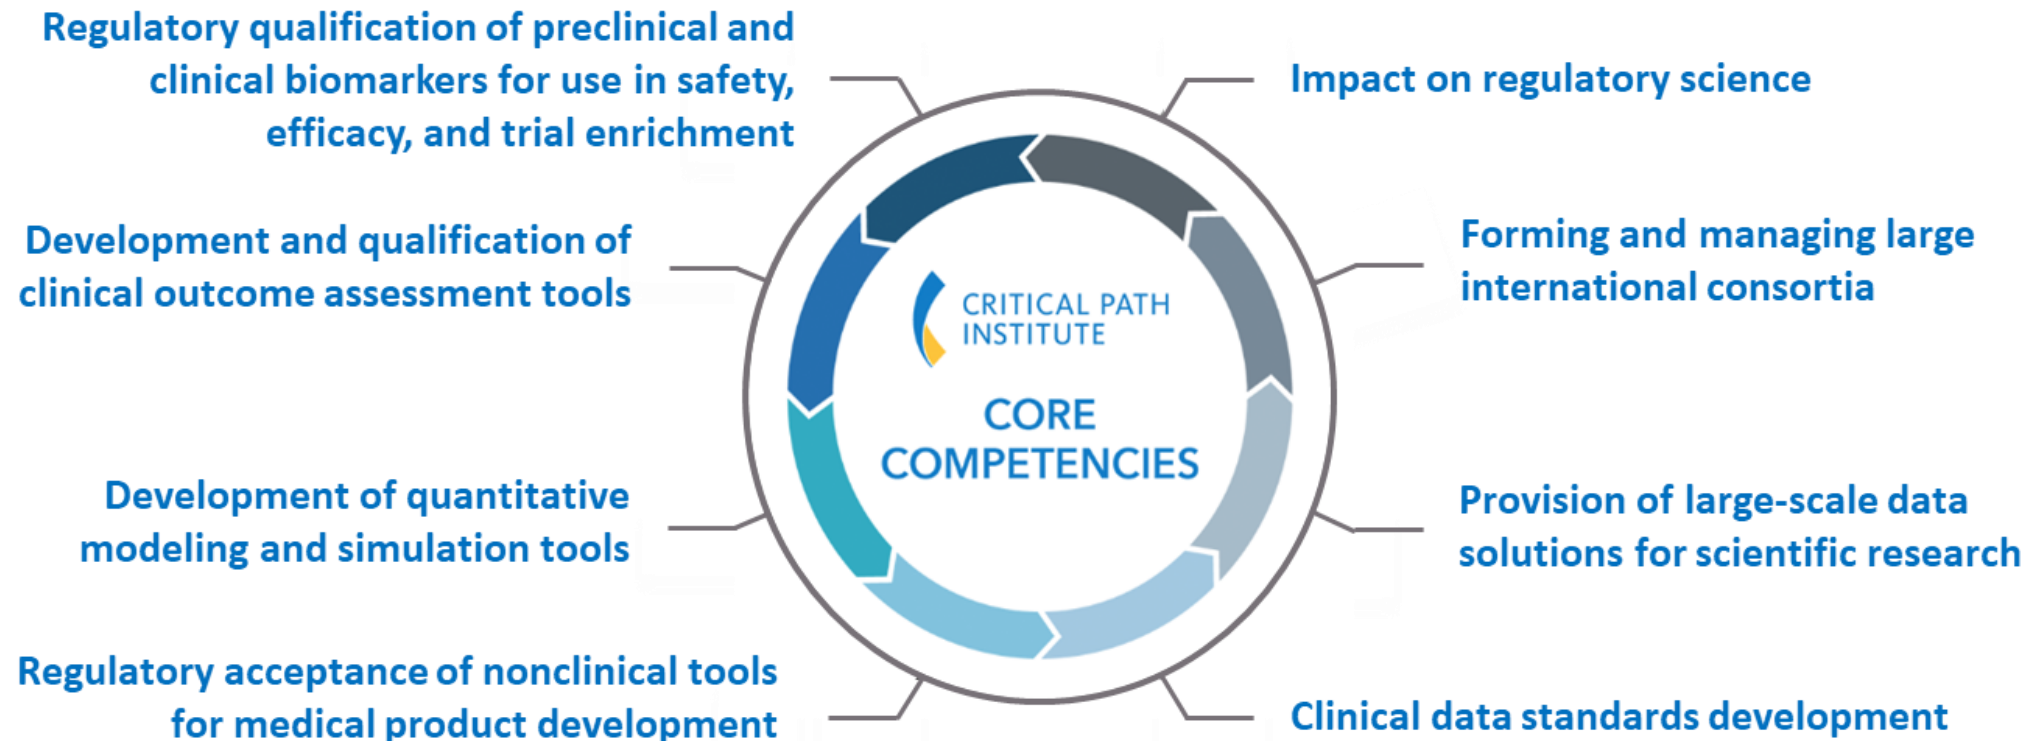 Regulatory qualification of preclinical and
clinical biomarkers for use in safety,
efficacy, and trial enrichment
Impact on regulatory science
Development and qualification of
clinical outcome assessment tools
Forming and managing large
international consortia
CRITICAL PATH
INSTITUTE
CORE
COMPETENCIES
Development of quantitative
modeling and simulation tools
Provision of large-scale data
solutions for scientific research
Regulatory acceptance of nonclinical tools
for medical product development
Clinical data standards development